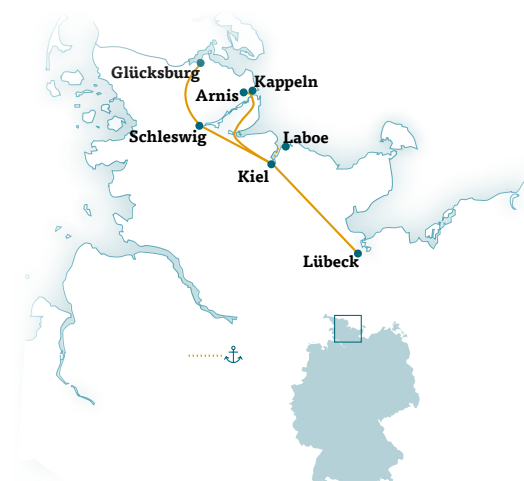 Glücksburg
Kappeln
Arnis
Schleswig
Laboe
Kiel
Lübeck